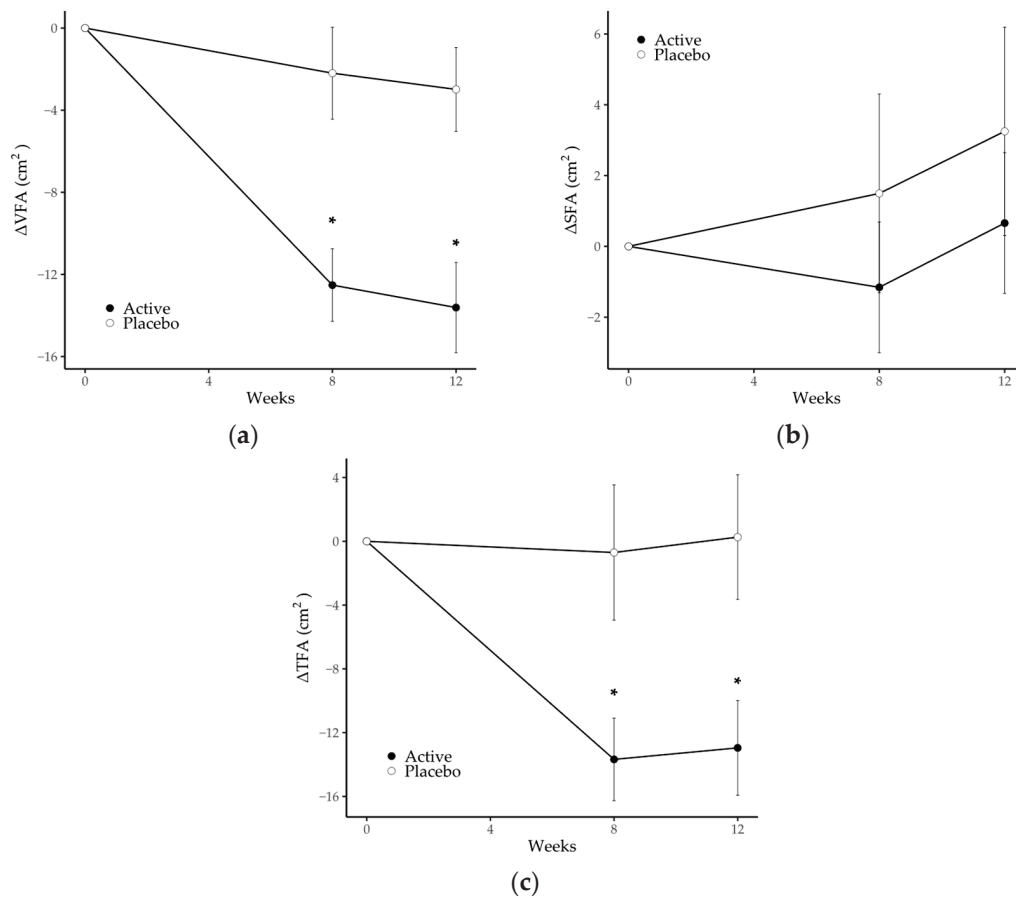 ΔVFA (cm²)
0
−4
−8
−12
−16
*
*
Active
Placebo
0
4
8
12
Weeks
(a)
ΔSFA (cm²)
6
4
2
0
−2
Active
Placebo
0
4
8
12
Weeks
(b)
ΔTFA (cm²)
4
0
−4
−8
−12
−16
*
*
Active
Placebo
0
4
8
12
Weeks
(c)